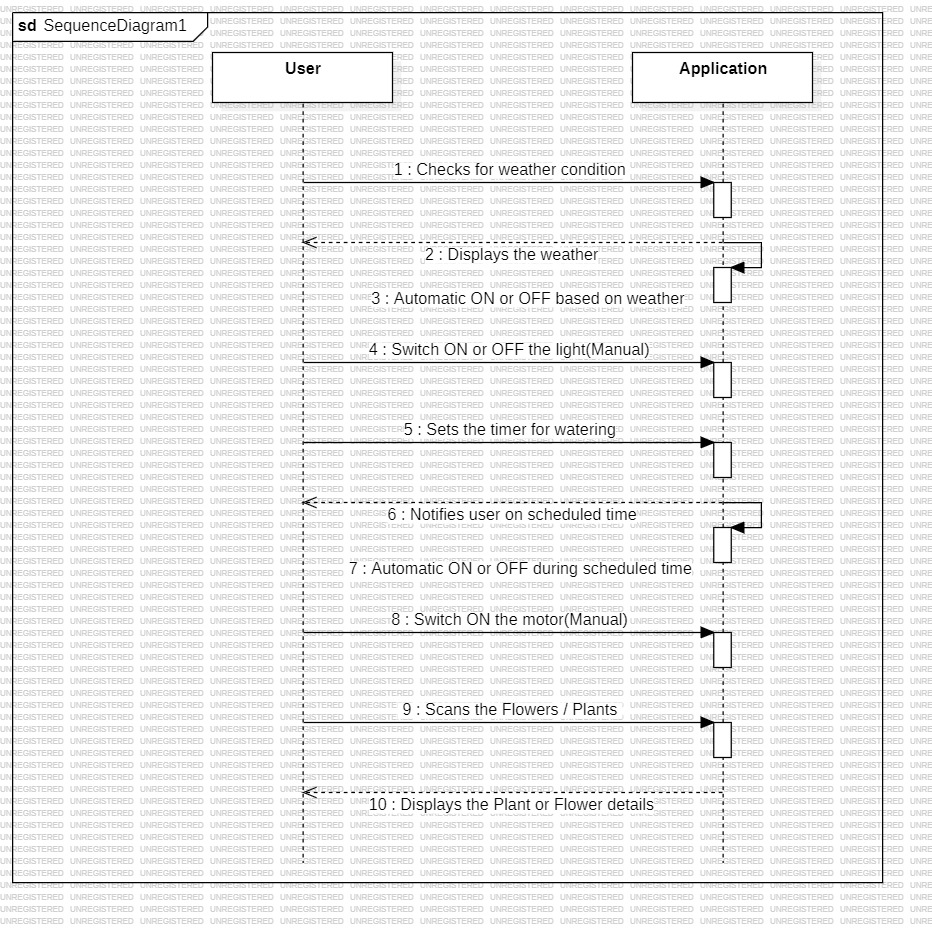 sd SequenceDiagram1
User
Application
1 : Checks for weather condition
2 : Displays the weather
3 : Automatic ON or OFF based on weather
4 : Switch ON or OFF the light(Manual)
5 : Sets the timer for watering
6 : Notifies user on scheduled time
7 : Automatic ON or OFF during scheduled time
8 : Switch ON the motor(Manual)
9 : Scans the Flowers / Plants
10 : Displays the Plant or Flower details
UNREGISTERED